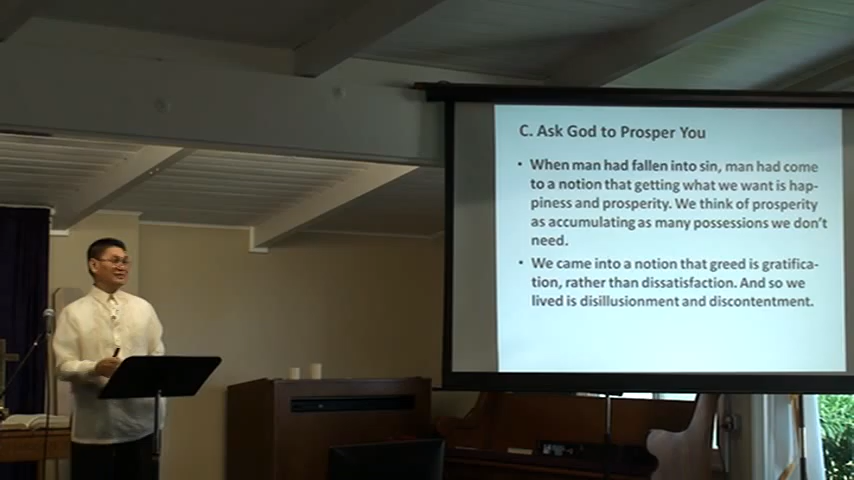 C. Ask God to Prosper You
• When man had fallen into sin, man had come
to a notion that getting what we want is hap-
piness and prosperity. We think of prosperity
as accumulating as many possessions we don't
need.
• We came into a notion that greed is gratifica-
tion, rather than dissatisfaction. And so we
lived is disillusionment and discontentment.